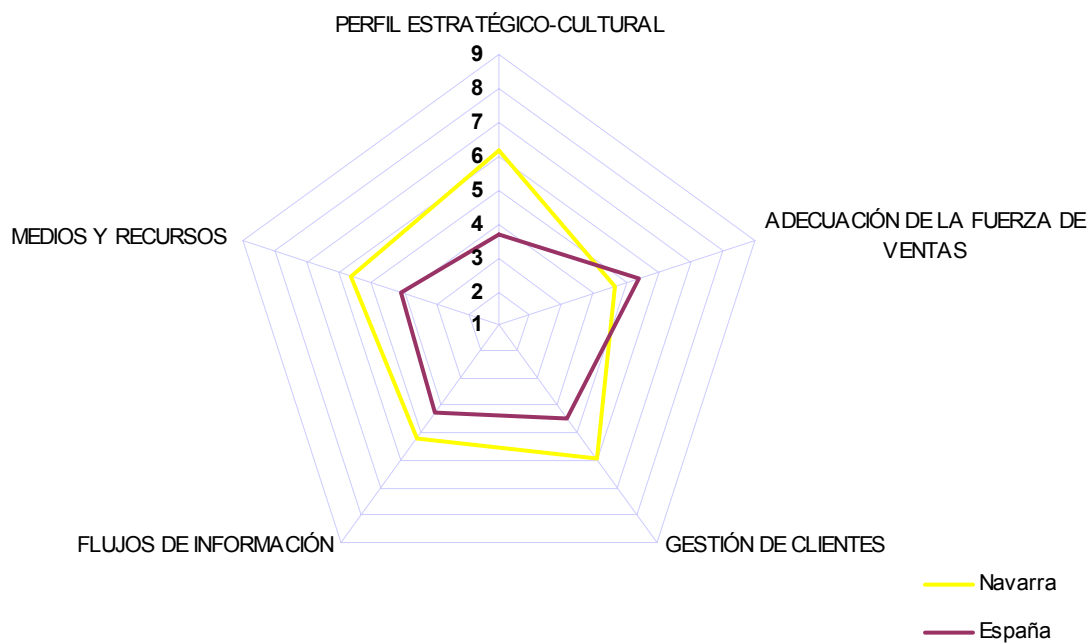 PERFIL ESTRATÉGICO-CULTURAL
9
8
7
6
5
4
3
2
1
ADECUACIÓN DE LA FUERZA DE
VENTAS
MEDIOS Y RECURSOS
FLUJOS DE INFORMACIÓN
GESTIÓN DE CLIENTES
Navarra
España